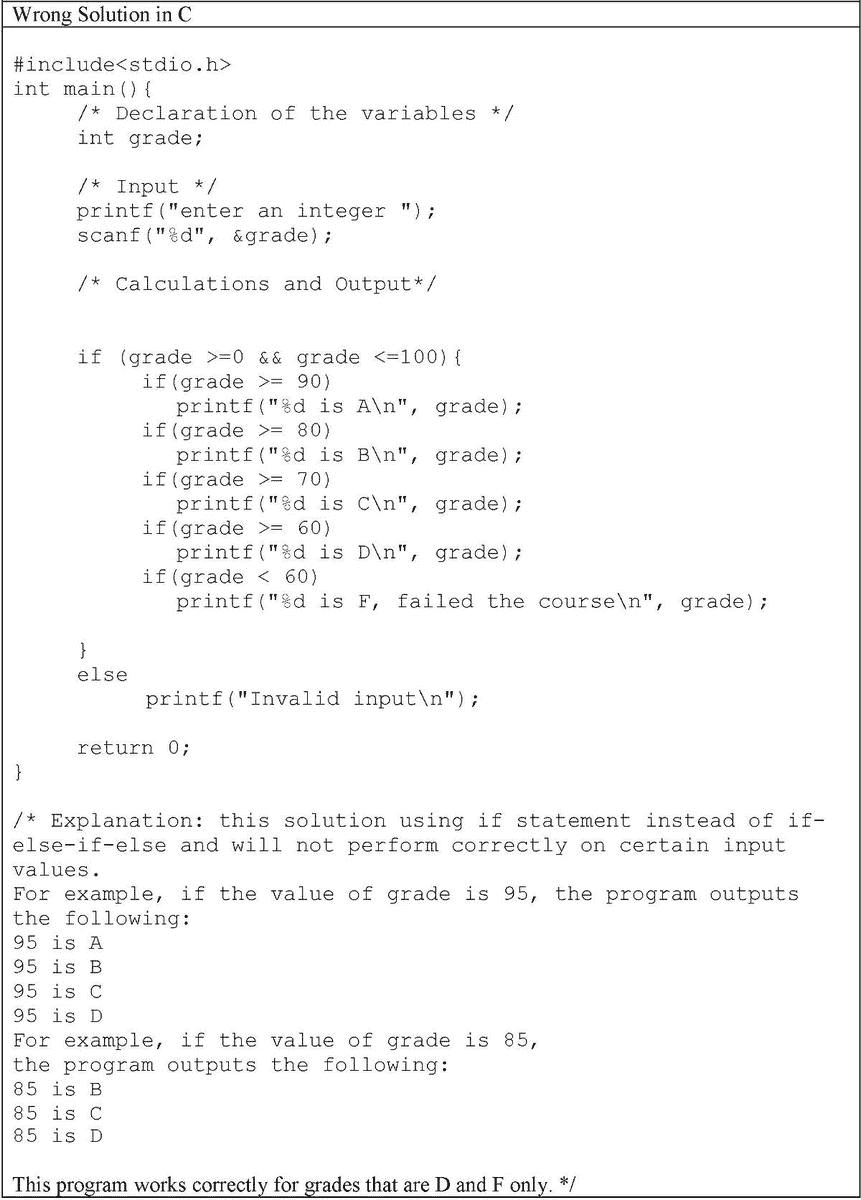 Wrong Solution in C
#include<stdio.h>
int main(){
/* Declaration of the variables */
int grade;
/* Input */
printf("enter an integer ");
scanf("%d", &grade);
/* Calculations and Output*/
if (grade >=0 && grade <=100){
if(grade >= 90)
printf("%d is A\n", grade);
if(grade >= 80)
printf("%d is B\n", grade);
if(grade >= 70)
printf("%d is C\n", grade);
if(grade >= 60)
printf("%d is D\n", grade);
if(grade < 60)
printf("%d is F, failed the course\n", grade);
}
else
printf("Invalid input\n");
return 0;
}
/* Explanation: this solution using if statement instead of if-
else-if-else and will not perform correctly on certain input
values.
For example, if the value of grade is 95, the program outputs
the following:
95 is A
95 is B
95 is C
95 is D
For example, if the value of grade is 85,
the program outputs the following:
85 is B
85 is C
85 is D
This program works correctly for grades that are D and F only. */